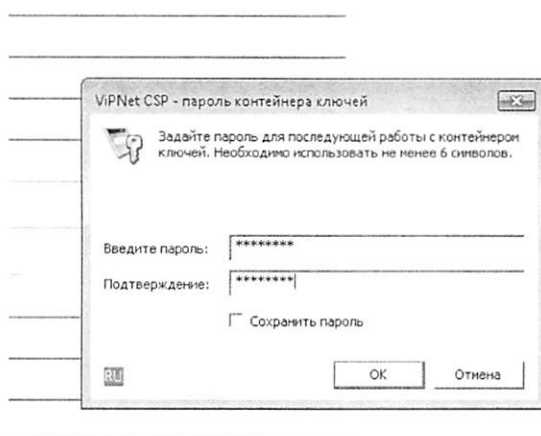 ViPNet CSP - пароль контейнера ключей
Задайте пароль для последующей работы с контейнером
ключей. Необходимо использовать не менее 6 символов.
Введите пароль: ********
Подтверждение: ********
Сохранить пароль
RU
ОК
Отмена